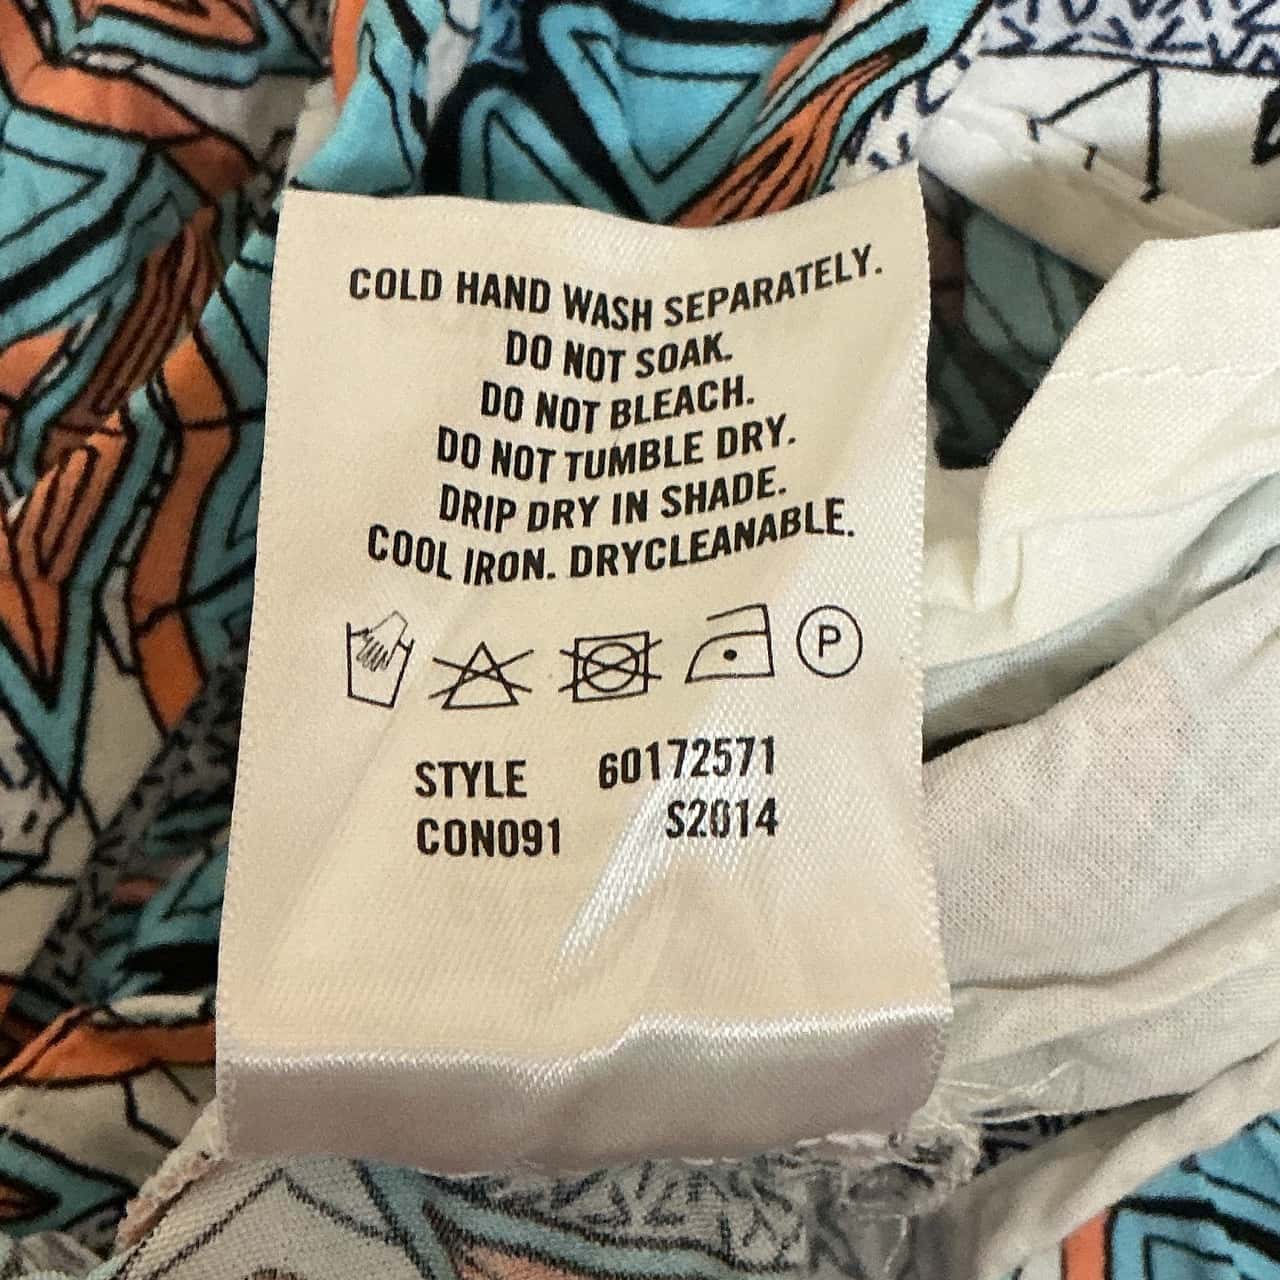 COLD HAND WASH SEPARATELY.
DO NOT SOAK.
DO NOT BLEACH.
DO NOT TUMBLE DRY.
DRIP DRY IN SHADE.
COOL IRON. DRYCLEANABLE.
P
STYLE 60172571
CON091 S2014